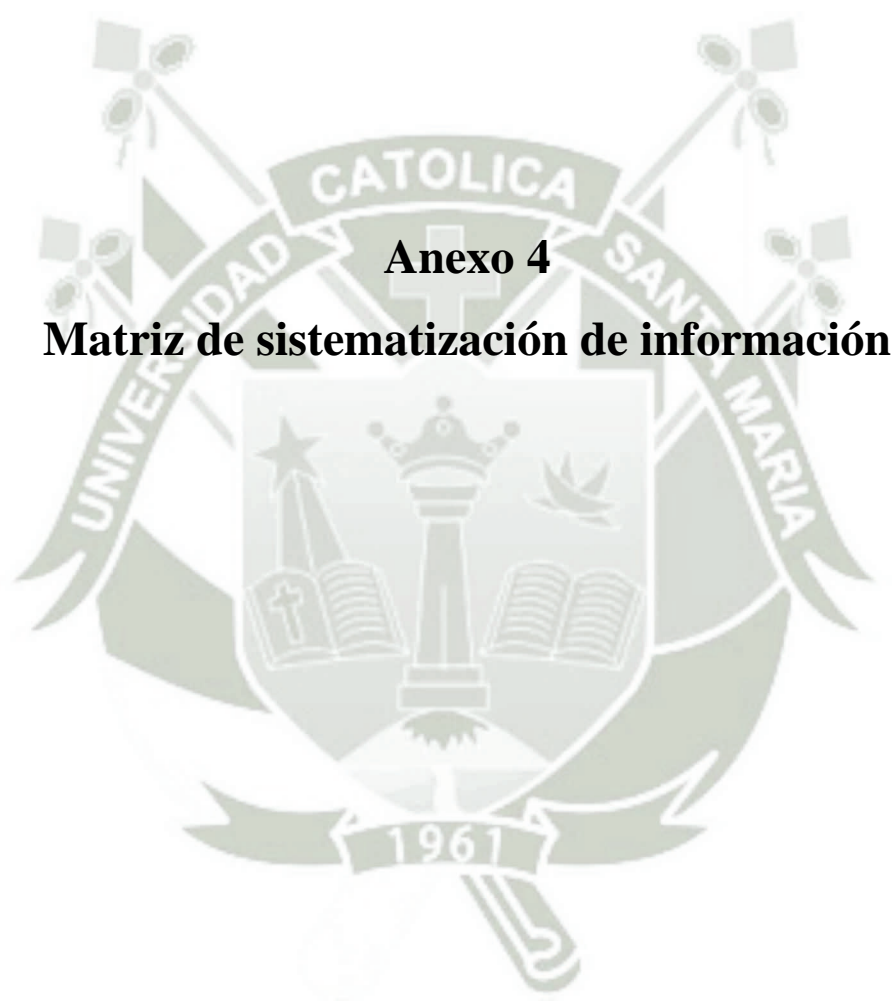 CATOLICA
Anexo 4
UNIVERSIDAD
SANTA MARIA
Matriz de sistematización de información
1961